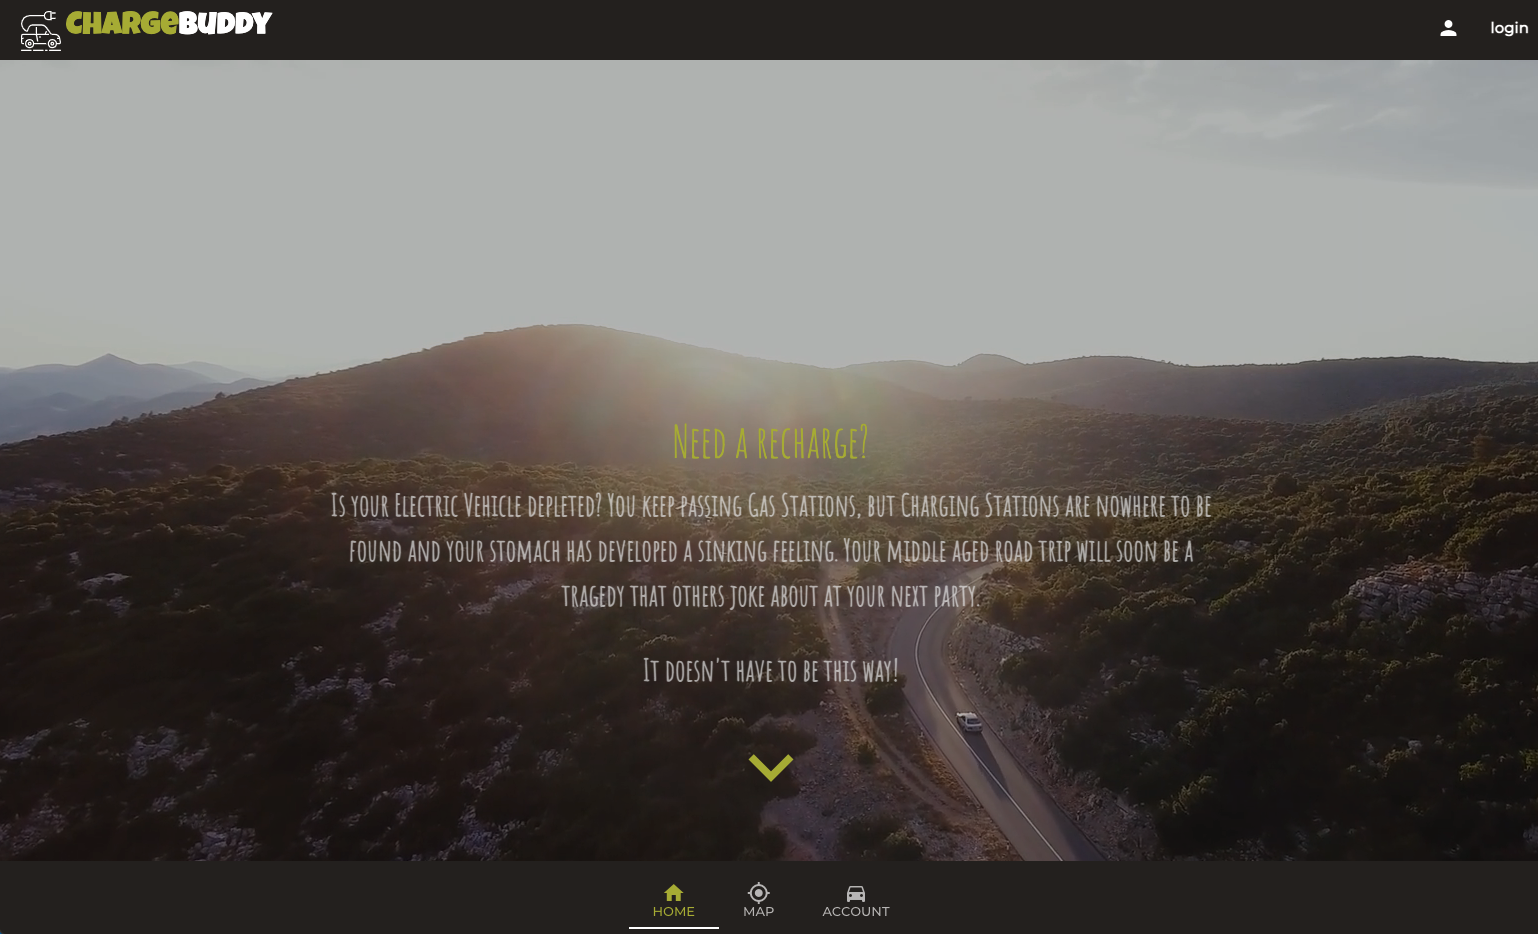 CHARGEBUDDY
login
Need a recharge?
Is your Electric Vehicle depleted? You keep passing Gas Stations, but Charging Stations are nowhere to be
found and your stomach has developed a sinking feeling. Your middle aged road trip will soon be a
tragedy that others joke about at your next party.
It doesn't have to be this way!
HOME
MAP
ACCOUNT